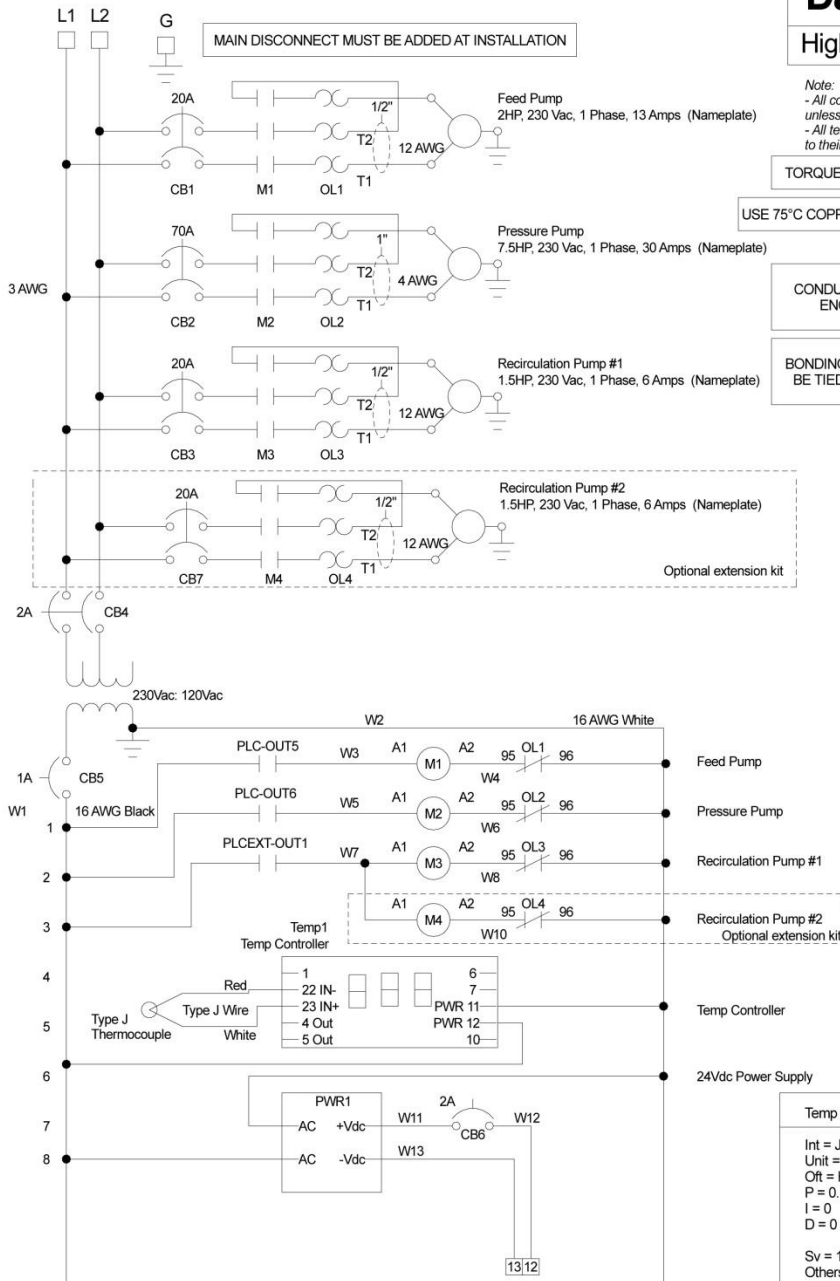 L1 L2 G
MAIN DISCONNECT MUST BE ADDED AT INSTALLATION
Note:
- All
unless
- All
to their
TORQUE
USE 75°C
20A
1/2"
T2
12 AWG
T1
CB1 M1 OL1
Feed Pump
2HP, 230 Vac, 1 Phase, 13 Amps (Nameplate)
70A
1"
T2
4 AWG
T1
CB2 M2 OL2
Pressure Pump
7.5HP, 230 Vac, 1 Phase, 30 Amps (Nameplate)
3 AWG
20A
1/2"
T2
12 AWG
T1
CB3 M3 OL3
Recirculation Pump #1
1.5HP, 230 Vac, 1 Phase, 6 Amps (Nameplate)
BONDING
BE TIED
20A
1/2"
T2
12 AWG
T1
CB7 M4 OL4
Recirculation Pump #2
1.5HP, 230 Vac, 1 Phase, 6 Amps (Nameplate)
Optional extension kit
2A CB4
230Vac: 120Vac
W2 16 AWG White
1A CB5
W1 16 AWG Black
1
PLC-OUT5 W3 A1 M1 A2 W4 95 OL1 96 Feed Pump
2
PLC-OUT6 W5 A1 M2 A2 W6 95 OL2 96 Pressure Pump
3
PLCEXT-OUT1 W7 A1 M3 A2 W8 95 OL3 96 Recirculation Pump #1
A1 M4 A2 W10 95 OL4 96 Recirculation Pump #2
Optional extension kit
Temp1
Temp Controller
4
5
6
Type J
Thermocouple
Red
Type J Wire
White
1
22 IN-
23 IN+
4 Out
5 Out
6
7
PWR 11
PWR 12
10
Temp Controller
24Vdc Power Supply
7
8
PWR1
AC +Vdc
AC -Vdc
W11 2A CB6 W12
W13
13 12
Temp
Int = J
Unit =
Oft =
P = 0.
I = 0
D = 0
Sv = 1